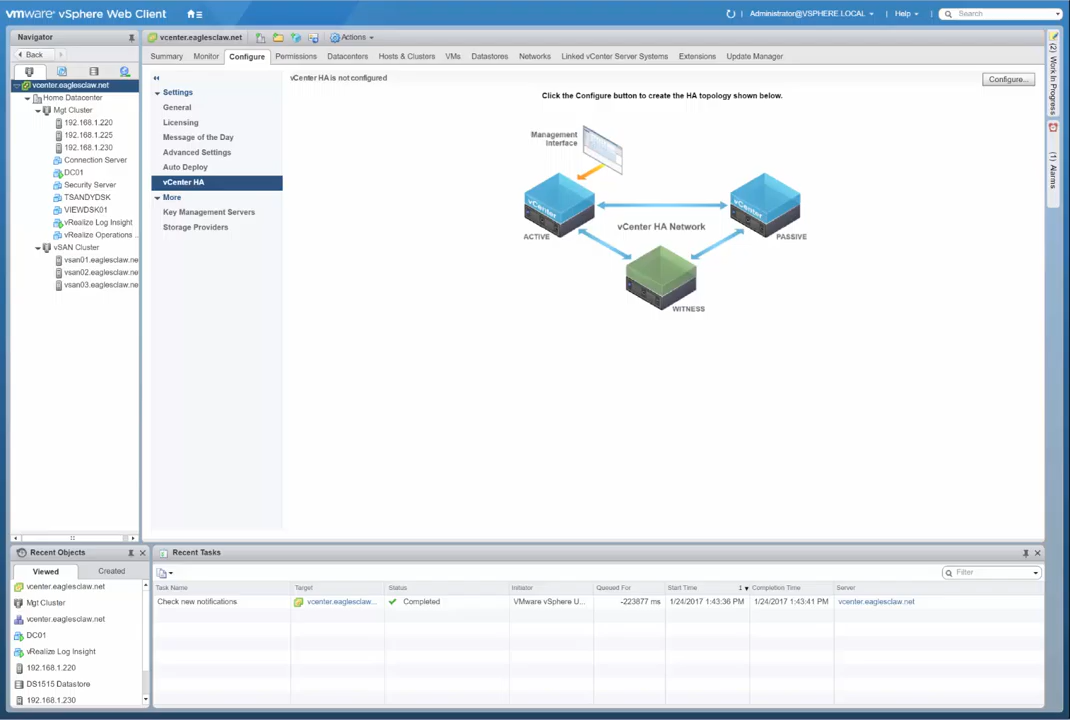 vmware® vSphere Web Client
Administrator@VSPHERE.LOCAL
Help
Search
Navigator
Back
vcenter.eaglesclaw.net
Home Datacenter
Mgt Cluster
192.168.1.220
192.168.1.225
192.168.1.230
Connection Server
DC01
Security Server
TSANDYDSK
VIEWDSK01
vRealize Log Insight
vRealize Operations ..
vSAN Cluster
vsan01.eaglesclaw.ne
vsan02.eaglesclaw.ne
vsan03.eaglesclaw.ne
vcenter.eaglesclaw.net
Actions
Summary
Monitor
Configure
Permissions
Datacenters
Hosts & Clusters
VMs
Datastores
Networks
Linked vCenter Server Systems
Extensions
Update Manager
Settings
General
Licensing
Message of the Day
Advanced Settings
Auto Deploy
vCenter HA
More
Key Management Servers
Storage Providers
vCenter HA is not configured
Configure...
Click the Configure button to create the HA topology shown below.
Management
Interface
vCenter
ACTIVE
vCenter HA Network
vCenter
PASSIVE
WITNESS
(2) Work In Progress
(1) Alarms
Recent Objects
Viewed
Created
vcenter.eaglesclaw.net
Mgt Cluster
vcenter.eaglesclaw.net
DC01
vRealize Log Insight
192.168.1.220
DS1515 Datastore
192.168.1.230
Recent Tasks
Filter
Task Name
Target
Status
Initiator
Queued For
Start Time
Completion Time
Server
Check new notifications
vcenter.eaglesclaw...
Completed
VMware vSphere U...
-223877 ms
1/24/2017 1:43:36 PM
1/24/2017 1:43:41 PM
vcenter.eaglesclaw.net